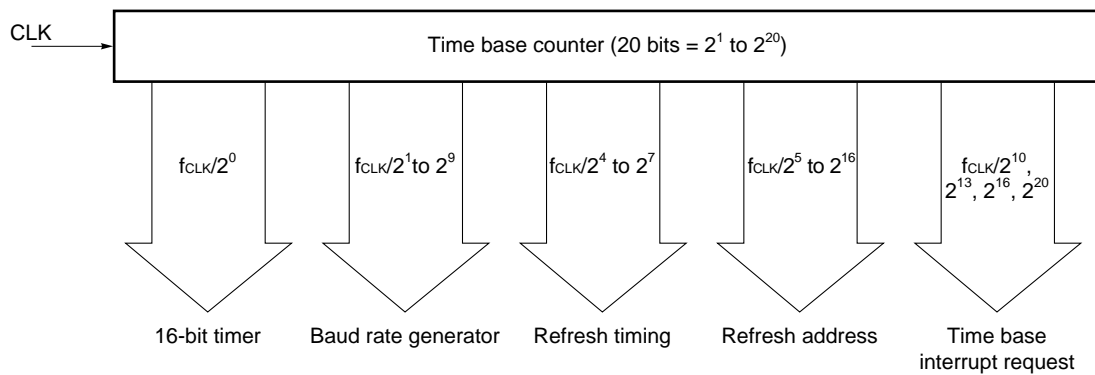 CLK
Time base counter (20 bits = 2¹ to 2²⁰)
fCLK/2⁰
fCLK/2¹ to 2⁹
fCLK/2⁴ to 2⁷
fCLK/2⁵ to 2¹⁶
fCLK/2¹⁰,
2¹³, 2¹⁶, 2²⁰
16-bit timer
Baud rate generator
Refresh timing
Refresh address
Time base
interrupt request